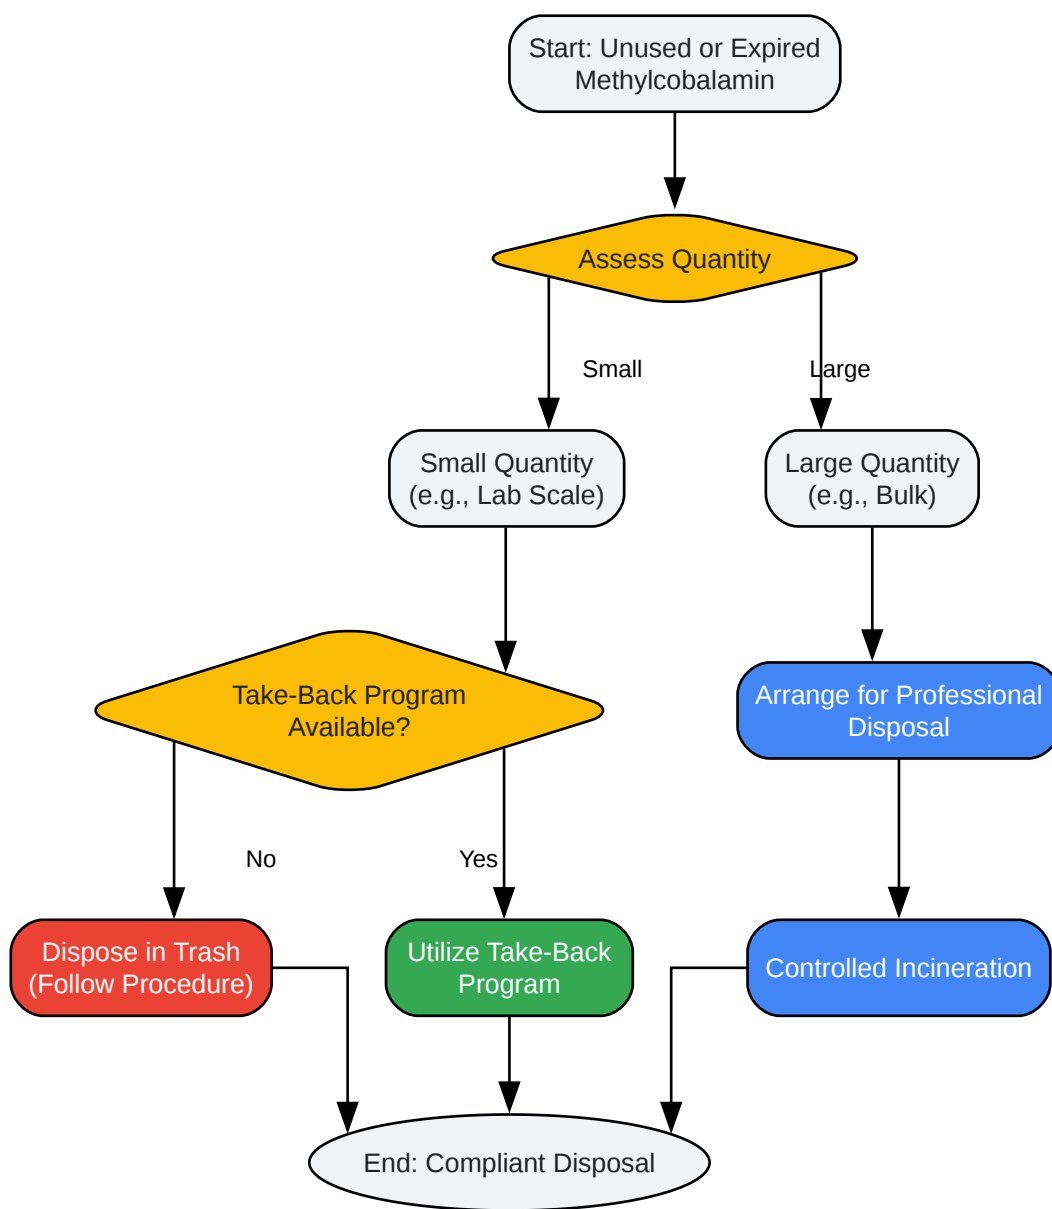 Start: Unused or Expired
Methylcobalamin
Assess Quantity
Small
Large
Small Quantity
(e.g., Lab Scale)
Large Quantity
(e.g., Bulk)
Take-Back Program
Available?
Arrange for Professional
Disposal
No
Yes
Dispose in Trash
(Follow Procedure)
Utilize Take-Back
Program
Controlled Incineration
End: Compliant Disposal